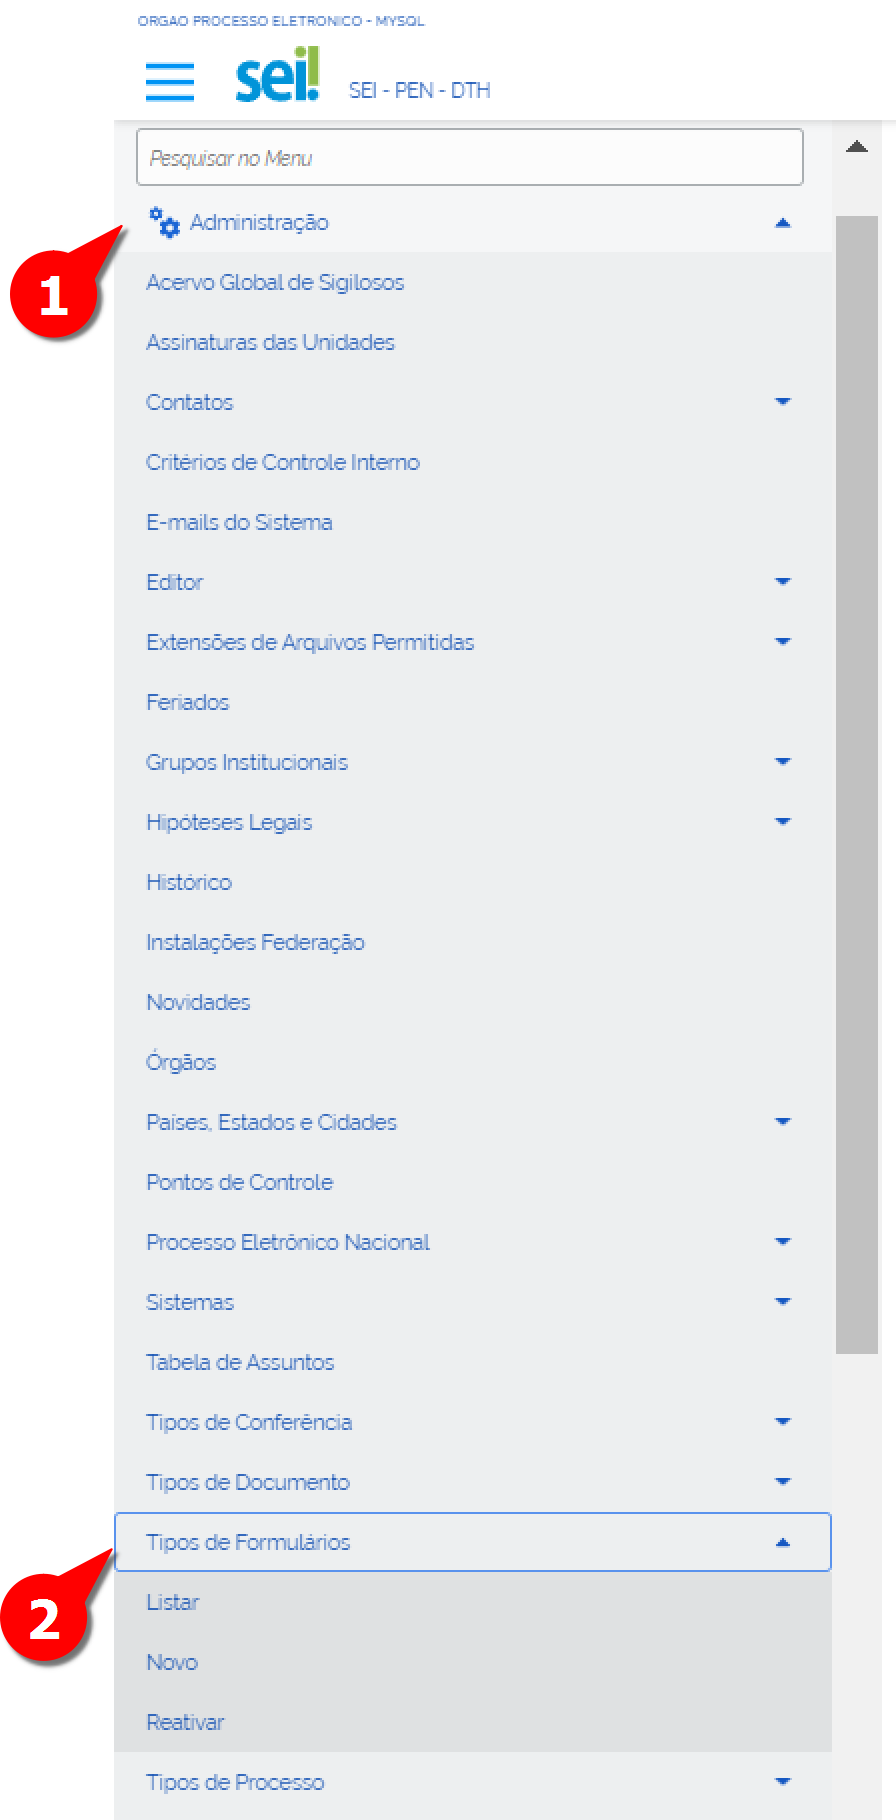 ORGAO PROCESSO ELETRONICO - MYSQL
sei!
SEI - PEN - DTH
Pesquisar no Menu
Administração
1
Acervo Global de Sigilosos
Assinaturas das Unidades
Contatos
Critérios de Controle Interno
E-mails do Sistema
Editor
Extensões de Arquivos Permitidas
Feriados
Grupos Institucionais
Hipóteses Legais
Histórico
Instalações Federação
Novidades
Órgãos
Países, Estados e Cidades
Pontos de Controle
Processo Eletrônico Nacional
Sistemas
Tabela de Assuntos
Tipos de Conferência
Tipos de Documento
Tipos de Formulários
2
Listar
Novo
Reativar
Tipos de Processo